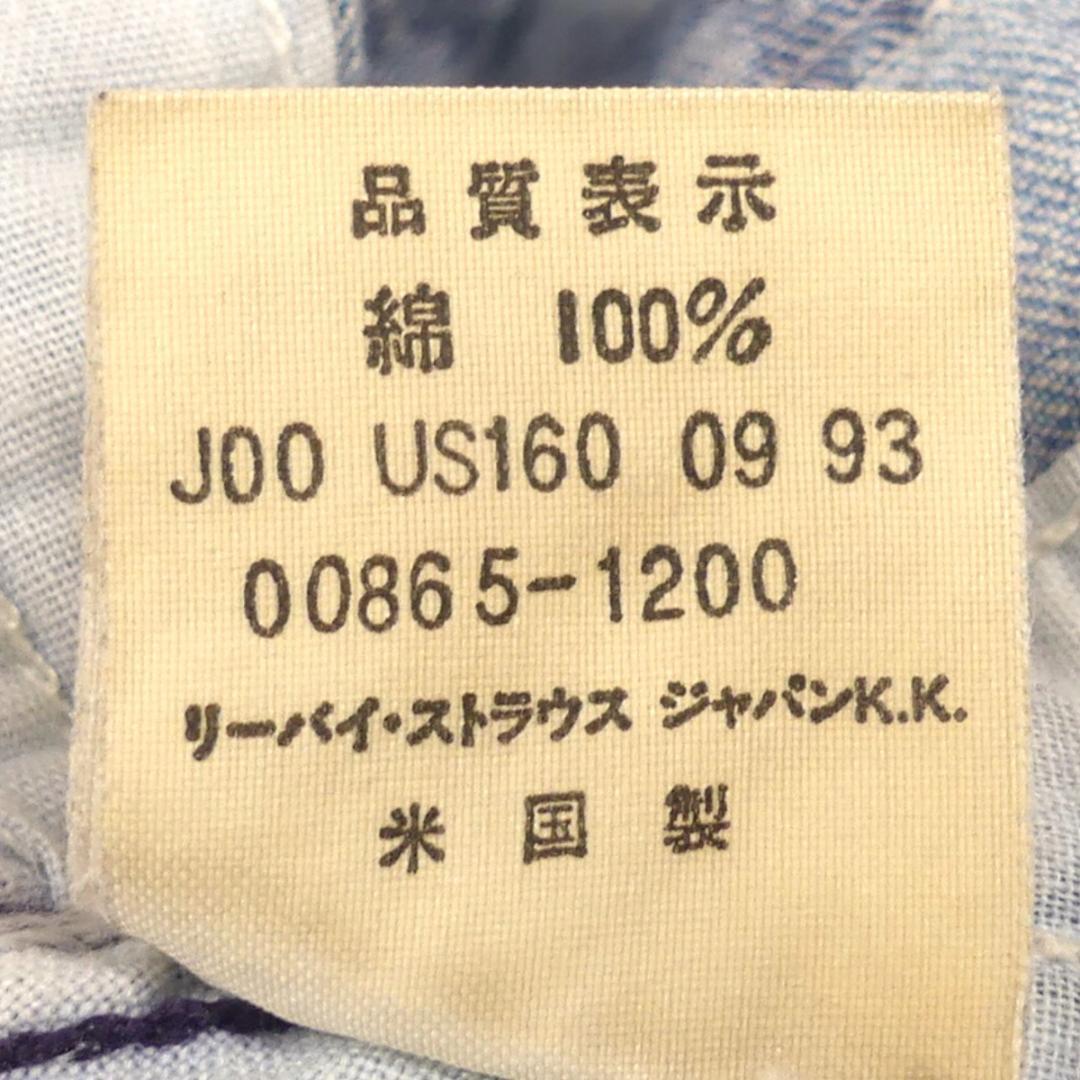 品質表示
綿 100%
J00 US160 09 93
00865-1200
リーバイ・ストラウス ジャパンK.K.
米国製